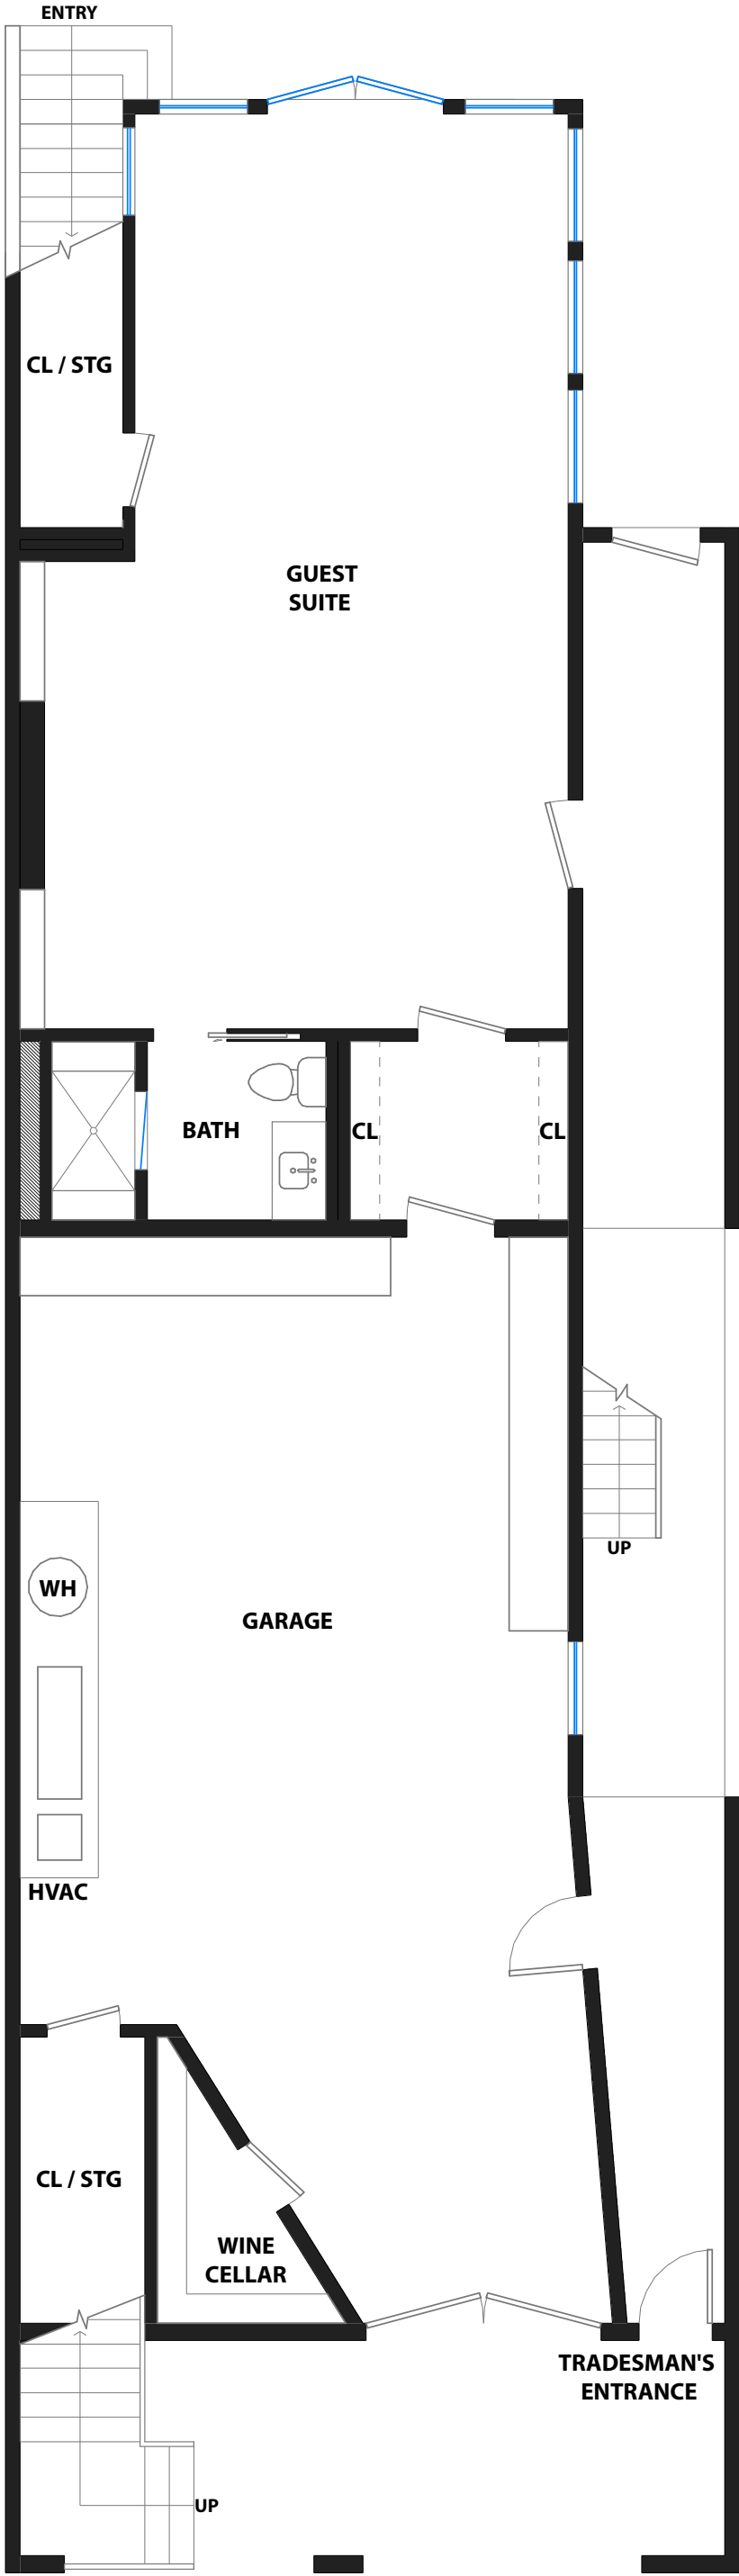 ENTRY
CL / STG
GUEST
SUITE
BATH
CL
CL
UP
WH
GARAGE
HVAC
CL / STG
WINE
CELLAR
TRADESMAN'S
ENTRANCE
UP